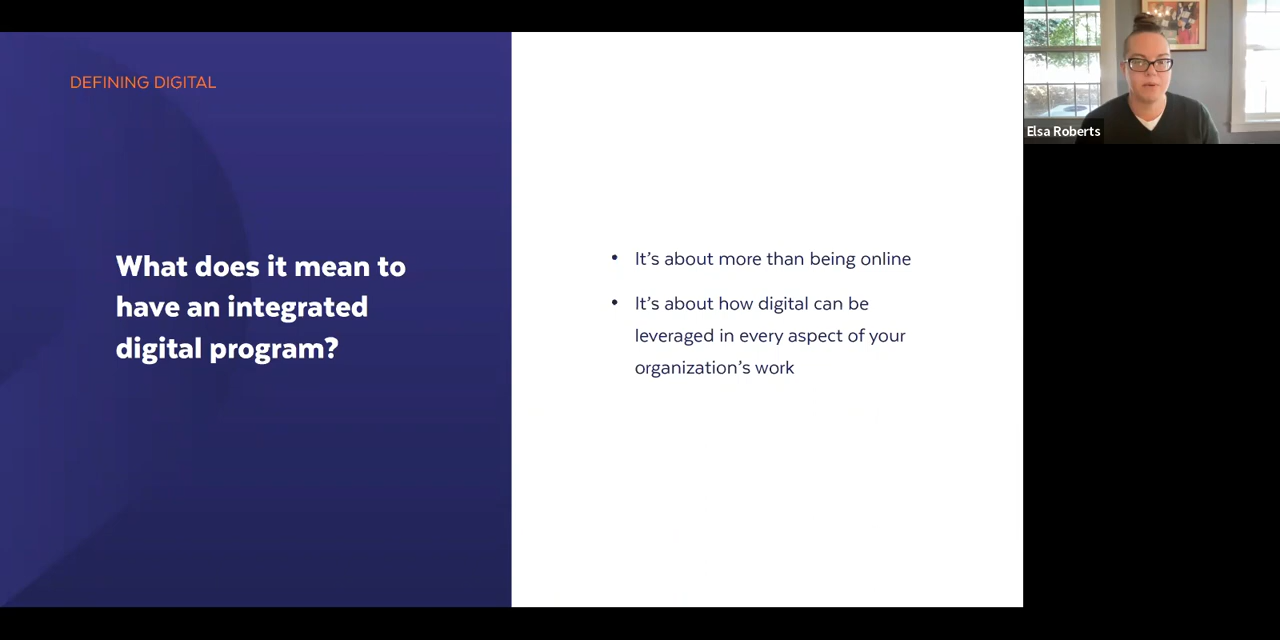 DEFINING DIGITAL
What does it mean to
have an integrated
digital program?
• It’s about more than being online
• It’s about how digital can be
leveraged in every aspect of your
organization’s work
Elsa Roberts